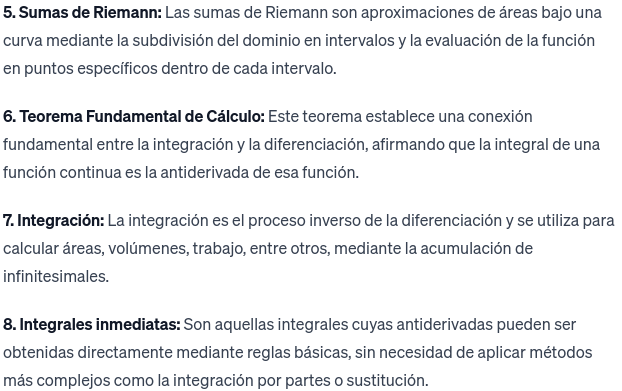 5. Sumas de Riemann: Las sumas de Riemann son aproximaciones de áreas bajo una
curva mediante la subdivisión del dominio en intervalos y la evaluación de la función
en puntos específicos dentro de cada intervalo.
6. Teorema Fundamental de Cálculo: Este teorema establece una conexión
fundamental entre la integración y la diferenciación, afirmando que la integral de una
función continua es la antiderivada de esa función.
7. Integración: La integración es el proceso inverso de la diferenciación y se utiliza para
calcular áreas, volúmenes, trabajo, entre otros, mediante la acumulación de
infinitesimales.
8. Integrales inmediatas: Son aquellas integrales cuyas antiderivadas pueden ser
obtenidas directamente mediante reglas básicas, sin necesidad de aplicar métodos
más complejos como la integración por partes o sustitución.